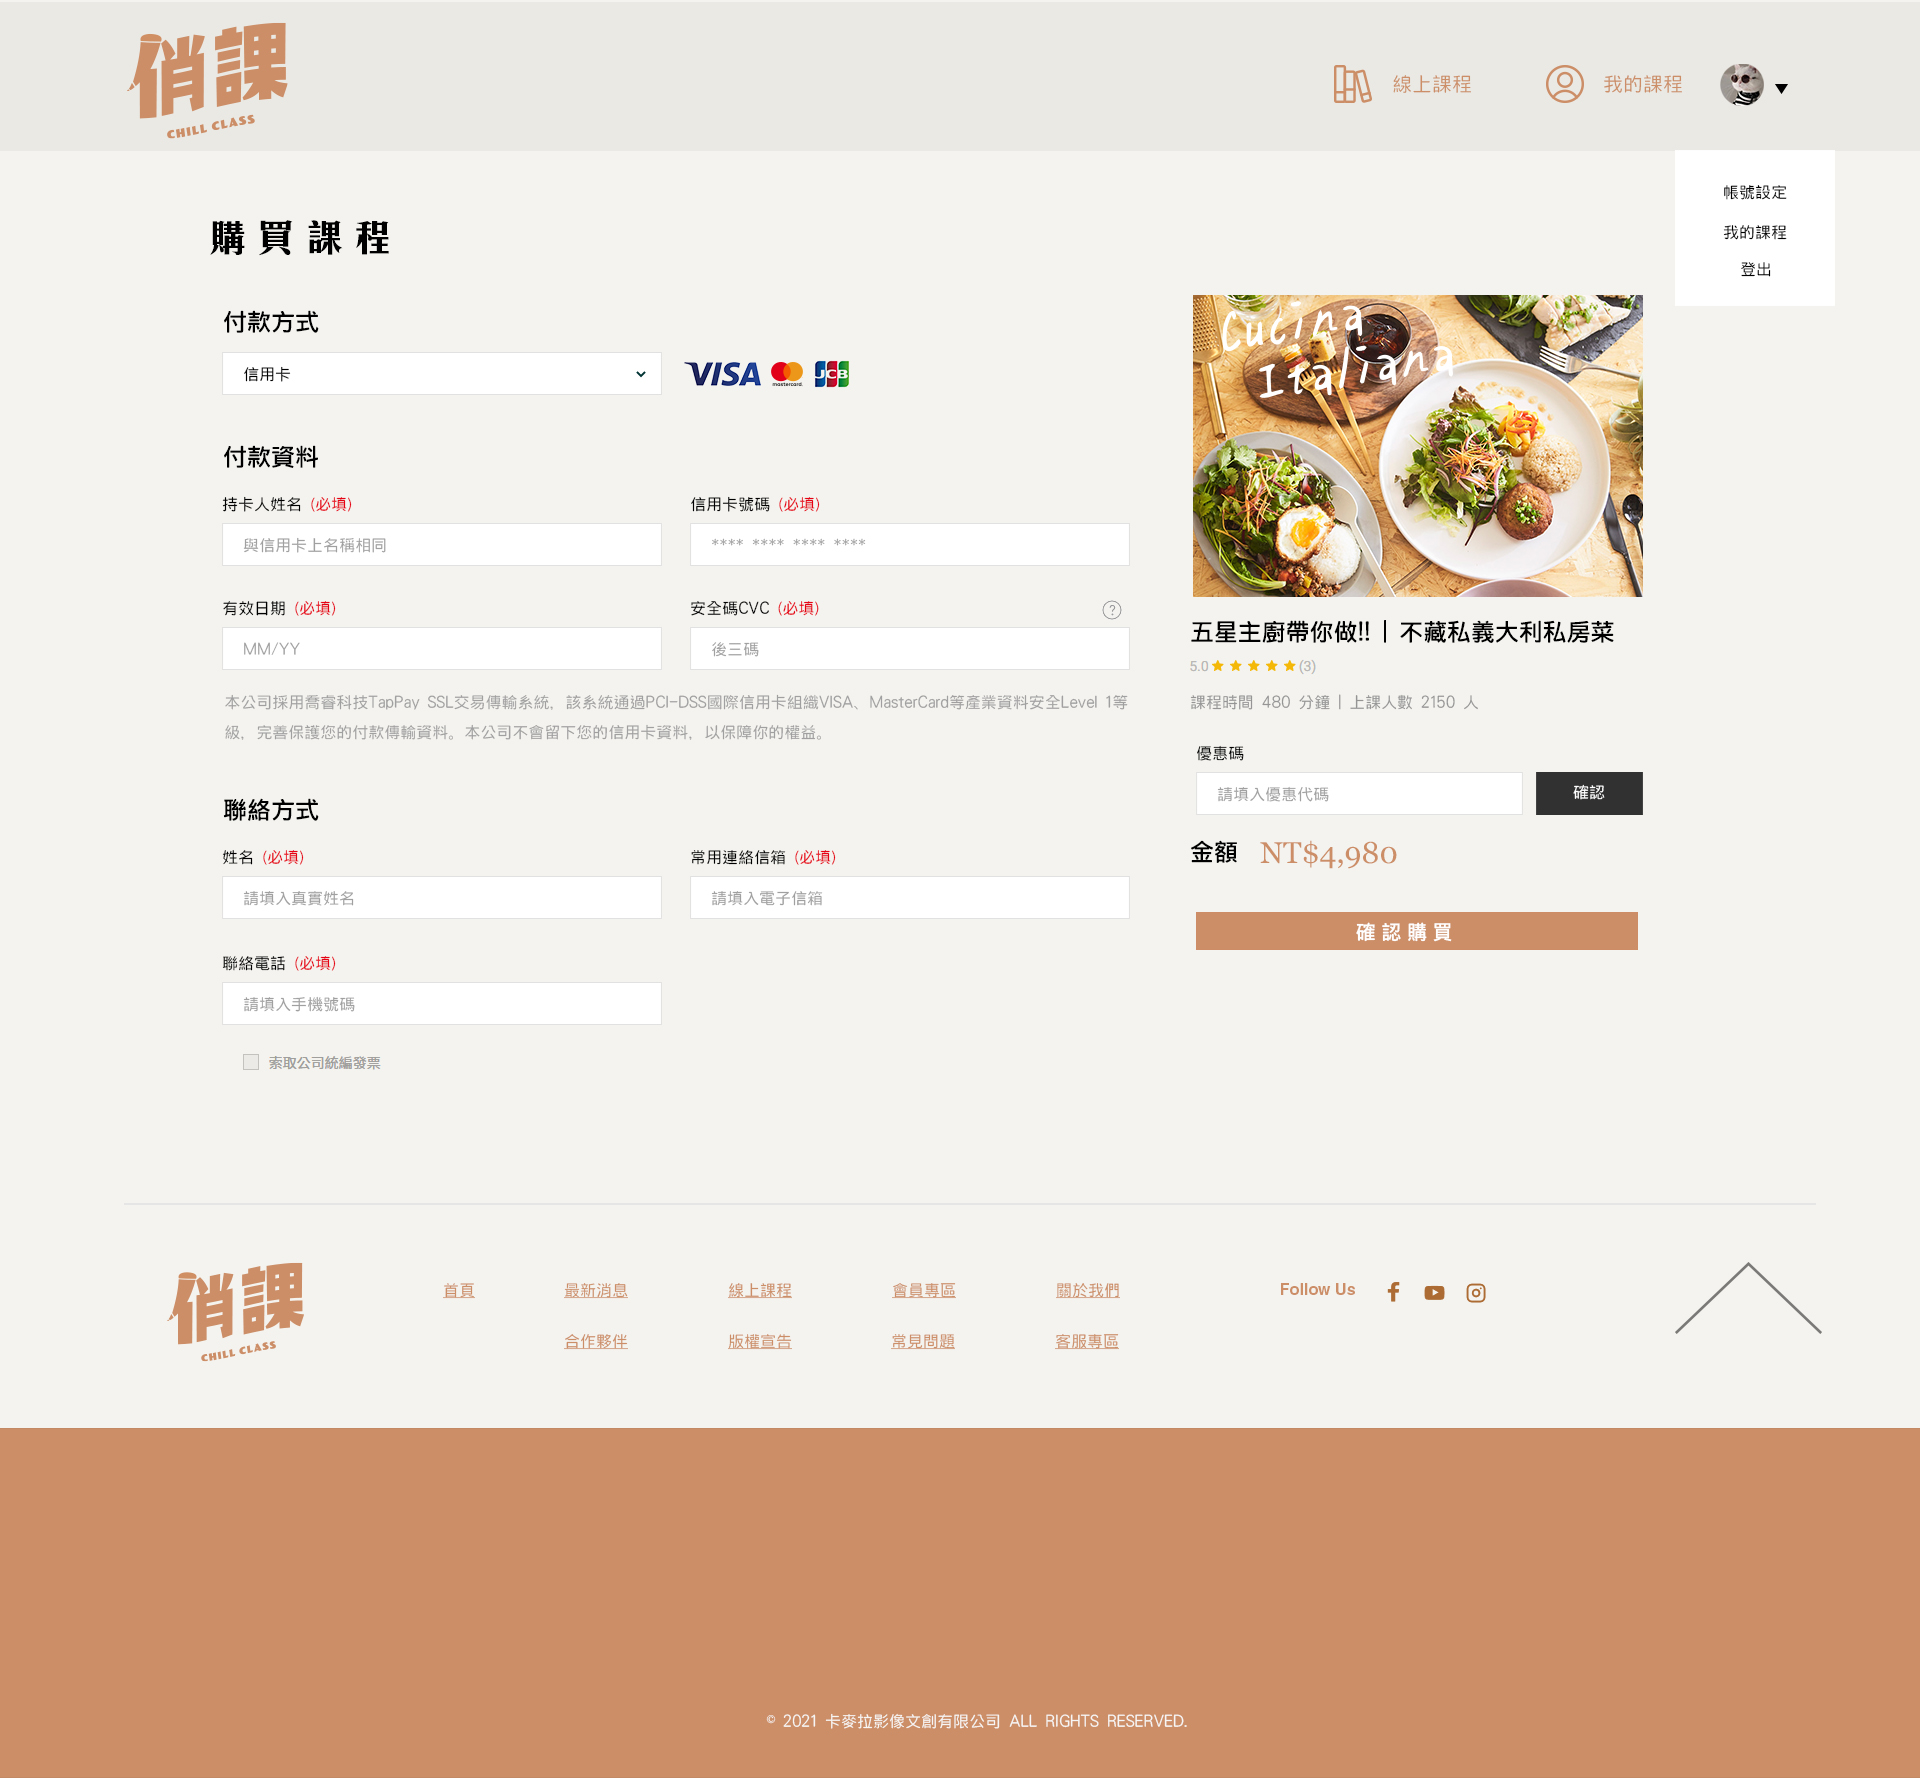 俏課
CHILL CLASS
線上課程
我的課程
帳號設定
我的課程
登出
購買課程
付款方式
信用卡
VISA
mastercard.
JCB
付款資料
持卡人姓名 (必填)
信用卡號碼 (必填)
與信用卡上名稱相同
**** **** **** ****
有效日期 (必填)
安全碼CVC (必填)
?
MM/YY
後三碼
本公司採用喬睿科技TapPay SSL交易傳輸系統，該系統通過PCI-DSS國際信用卡組織VISA、MasterCard等產業資料安全Level 1等
級，完善保護您的付款傳輸資料。本公司不會留下您的信用卡資料，以保障你的權益。
聯絡方式
姓名 (必填)
常用連絡信箱 (必填)
請填入真實姓名
請填入電子信箱
聯絡電話 (必填)
請填入手機號碼
索取公司統編發票
Cucina
Italiana
五星主廚帶你做!!｜不藏私義大利私房菜
5.0 ★ ★ ★ ★ ★ (3)
課程時間 480 分鐘｜上課人數 2150 人
優惠碼
請填入優惠代碼
確認
金額 NT$4,980
確認購買
俏課
CHILL CLASS
首頁
最新消息
線上課程
會員專區
關於我們
Follow Us
合作夥伴
版權宣告
常見問題
客服專區
© 2021 卡麥拉影像文創有限公司 ALL RIGHTS RESERVED.